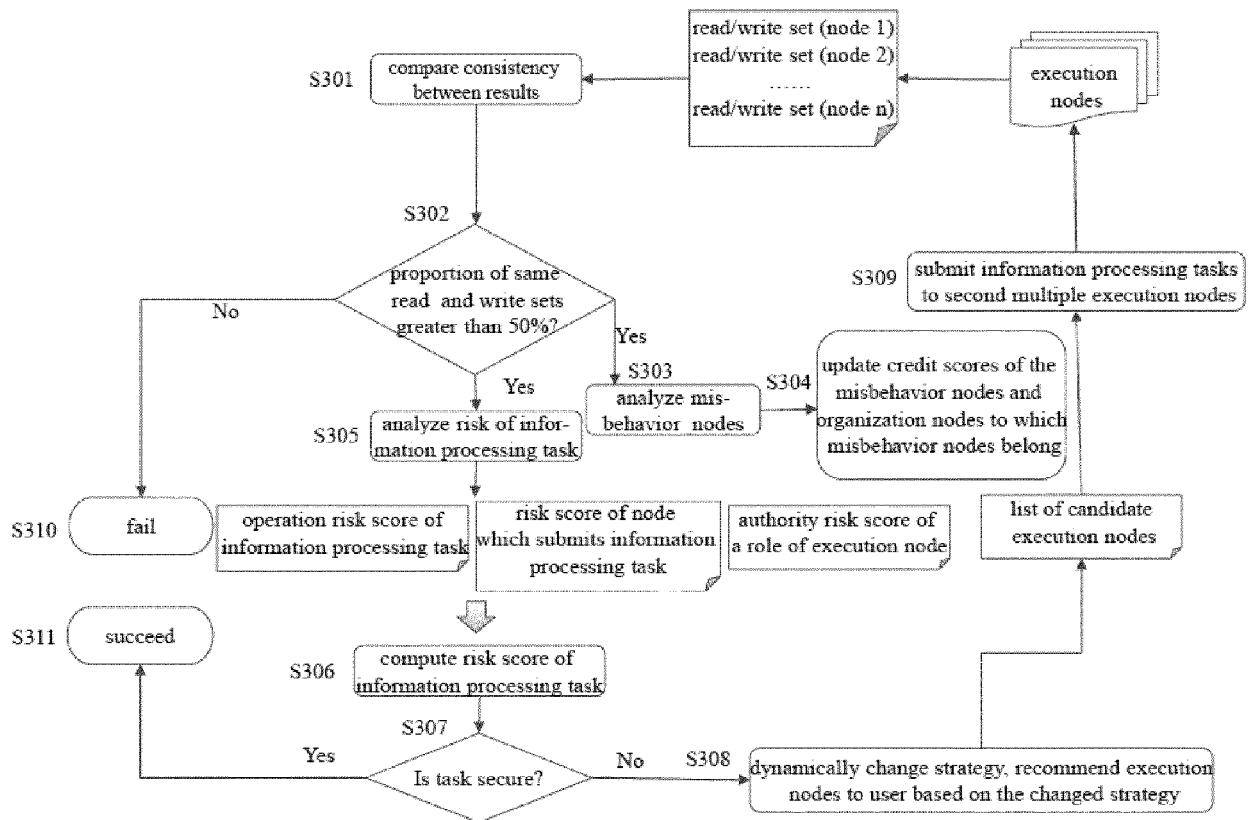 read/write set (node 1)
read/write set (node 2)
......
read/write set (node n)
execution
nodes
S301
compare consistency
between results
S302
proportion of same
read and write sets
greater than 50%?
No
Yes
Yes
S303
analyze mis-
behavior nodes
S304
update credit scores of the
misbehavior nodes and
organization nodes to which
misbehavior nodes belong
S309
submit information processing tasks
to second multiple execution nodes
S305
analyze risk of infor-
mation processing task
S310
fail
operation risk score of
information processing task
risk score of node
which submits information
processing task
authority risk score of
a role of execution node
list of candidate
execution nodes
S311
succeed
S306
compute risk score of
information processing task
S307
Is task secure?
Yes
No
S308
dynamically change strategy, recommend execution
nodes to user based on the changed strategy